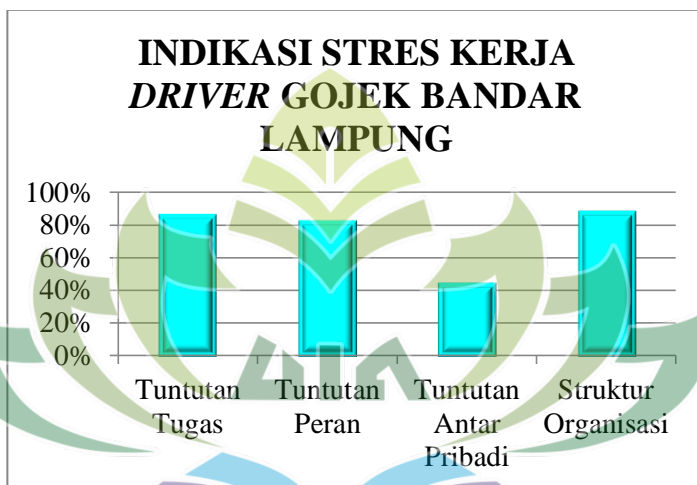 INDIKASI STRES KERJA
DRIVER GOJEK BANDAR
LAMPUNG
100%
80%
60%
40%
20%
0%
Tuntutan Tugas
Tuntutan Peran
Tuntutan Antar Pribadi
Struktur Organisasi